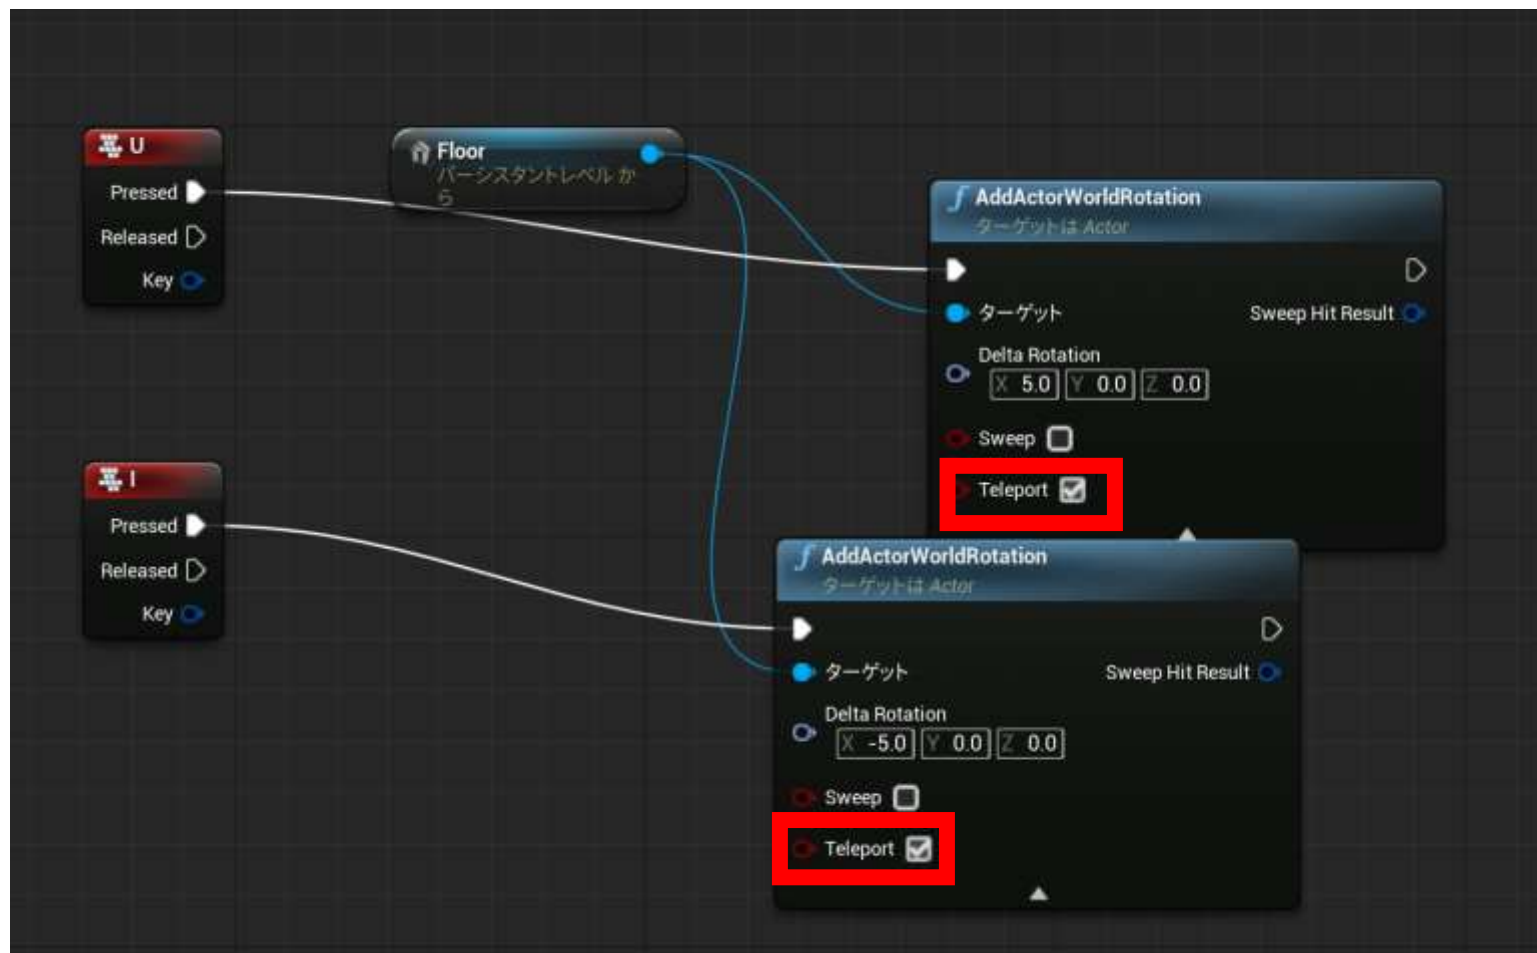 U
Pressed
Released
Key
Floor
パーシスタントレベル か
ら
AddActorWorldRotation
ターゲットは Actor
ターゲット
Sweep Hit Result
Delta Rotation
X 5.0 Y 0.0 Z 0.0
Sweep
Teleport
I
Pressed
Released
Key
AddActorWorldRotation
ターゲットは Actor
ターゲット
Sweep Hit Result
Delta Rotation
X -5.0 Y 0.0 Z 0.0
Sweep
Teleport